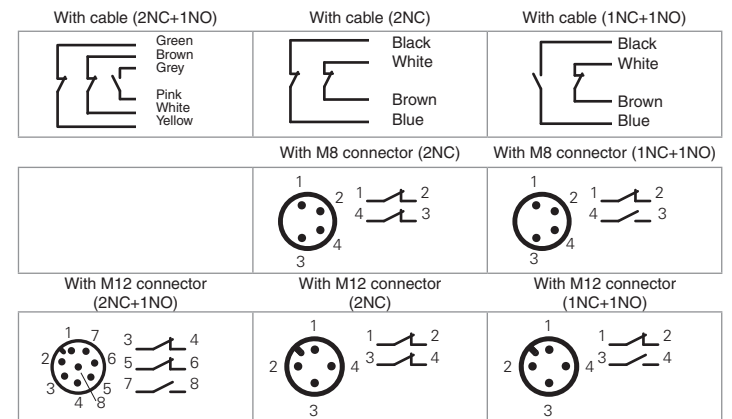 With cable (2NC+1NO)
With cable (2NC)
With cable (1NC+1NO)
Green
Brown
Grey
Pink
White
Yellow
Black
White
Brown
Blue
Black
White
Brown
Blue
With M8 connector (2NC)
With M8 connector (1NC+1NO)
1
2
4
3
1 2
4 3
1
2
4
3
1 2
4 3
With M12 connector
(2NC+1NO)
With M12 connector
(2NC)
With M12 connector
(1NC+1NO)
1 7
2 6
3 5
4 8
3 4
5 6
7 8
1
2 4
3
1 2
3 4
1
2 4
3
1 2
3 4